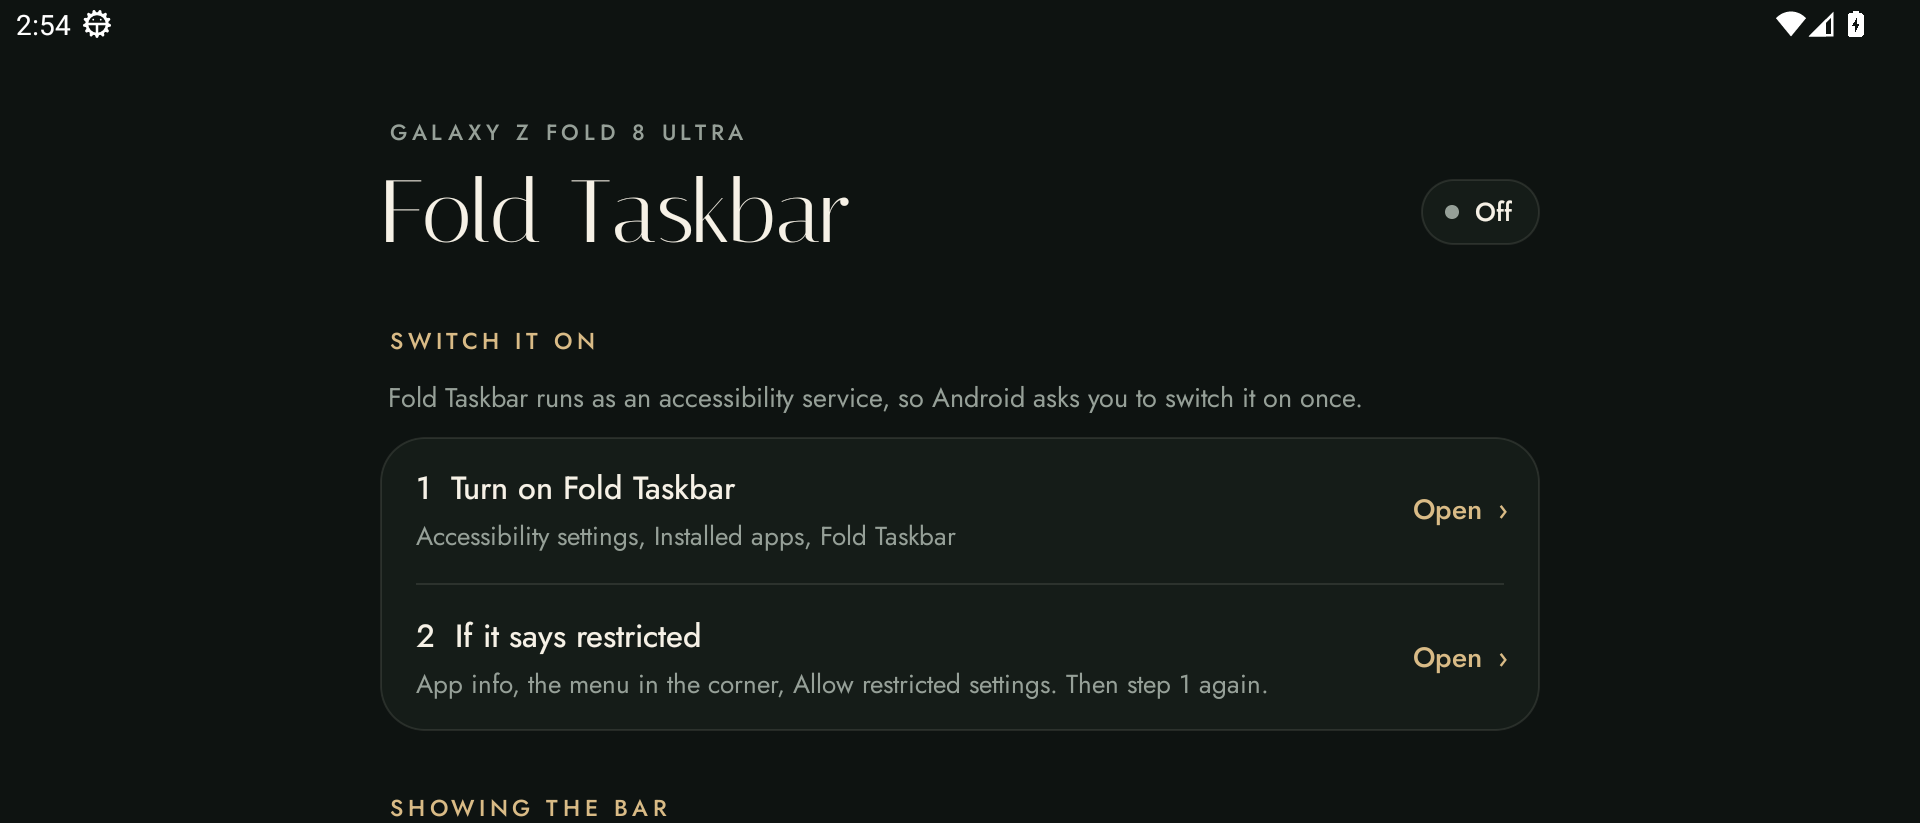 2:54
GALAXY Z FOLD 8 ULTRA
Fold Taskbar
Off
SWITCH IT ON
Fold Taskbar runs as an accessibility service, so Android asks you to switch it on once.
1 Turn on Fold Taskbar
Accessibility settings, Installed apps, Fold Taskbar
Open ›
2 If it says restricted
App info, the menu in the corner, Allow restricted settings. Then step 1 again.
Open ›
SHOWING THE BAR